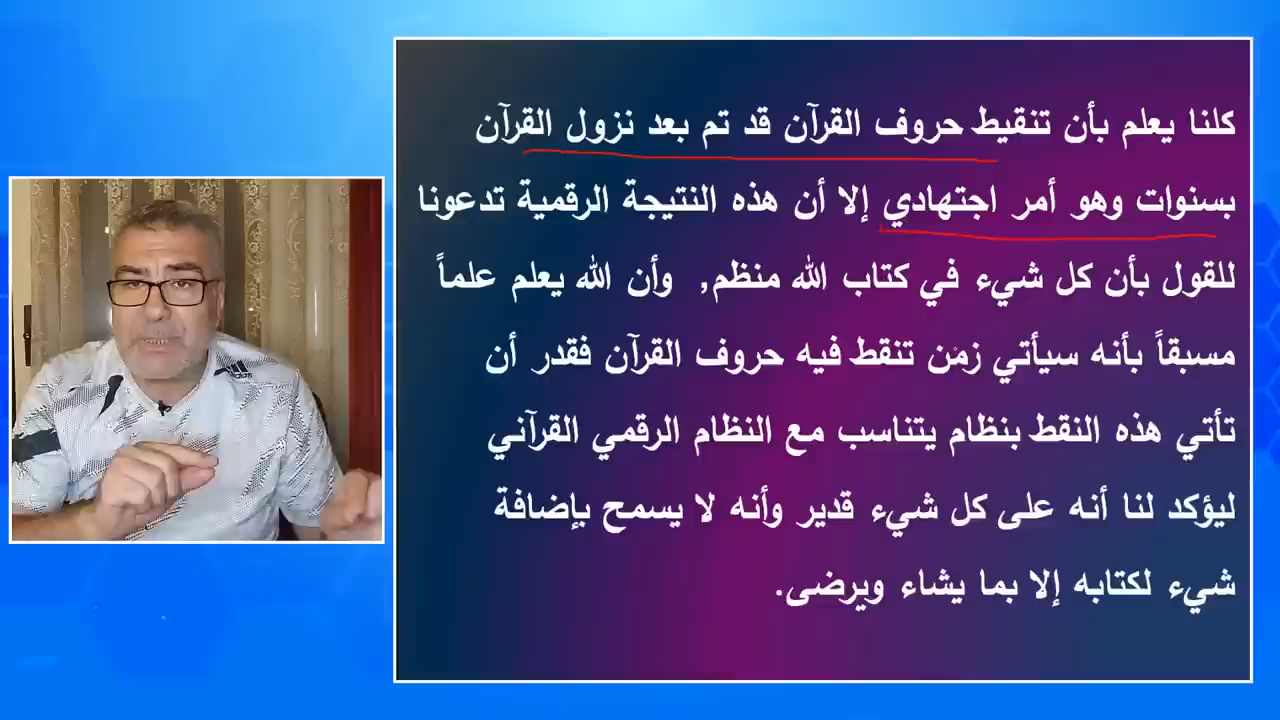 كلنا يعلم بأن تنقيط حروف القرآن قد تم بعد نزول القرآن
بسنوات وهو أمر اجتهادي إلا أن هذه النتيجة الرقمية تدعونا
للقول بأن كل شيء في كتاب الله منظم, وأن الله يعلم علماً
مسبقاً بأنه سيأتي زمن تنقط فيه حروف القرآن فقدر أن
تأتي هذه النقط بنظام يتناسب مع النظام الرقمي القرآني
ليؤكد لنا أنه على كل شيء قدير وأنه لا يسمح بإضافة
شيء لكتابه إلا بما يشاء ويرضى.
adidas